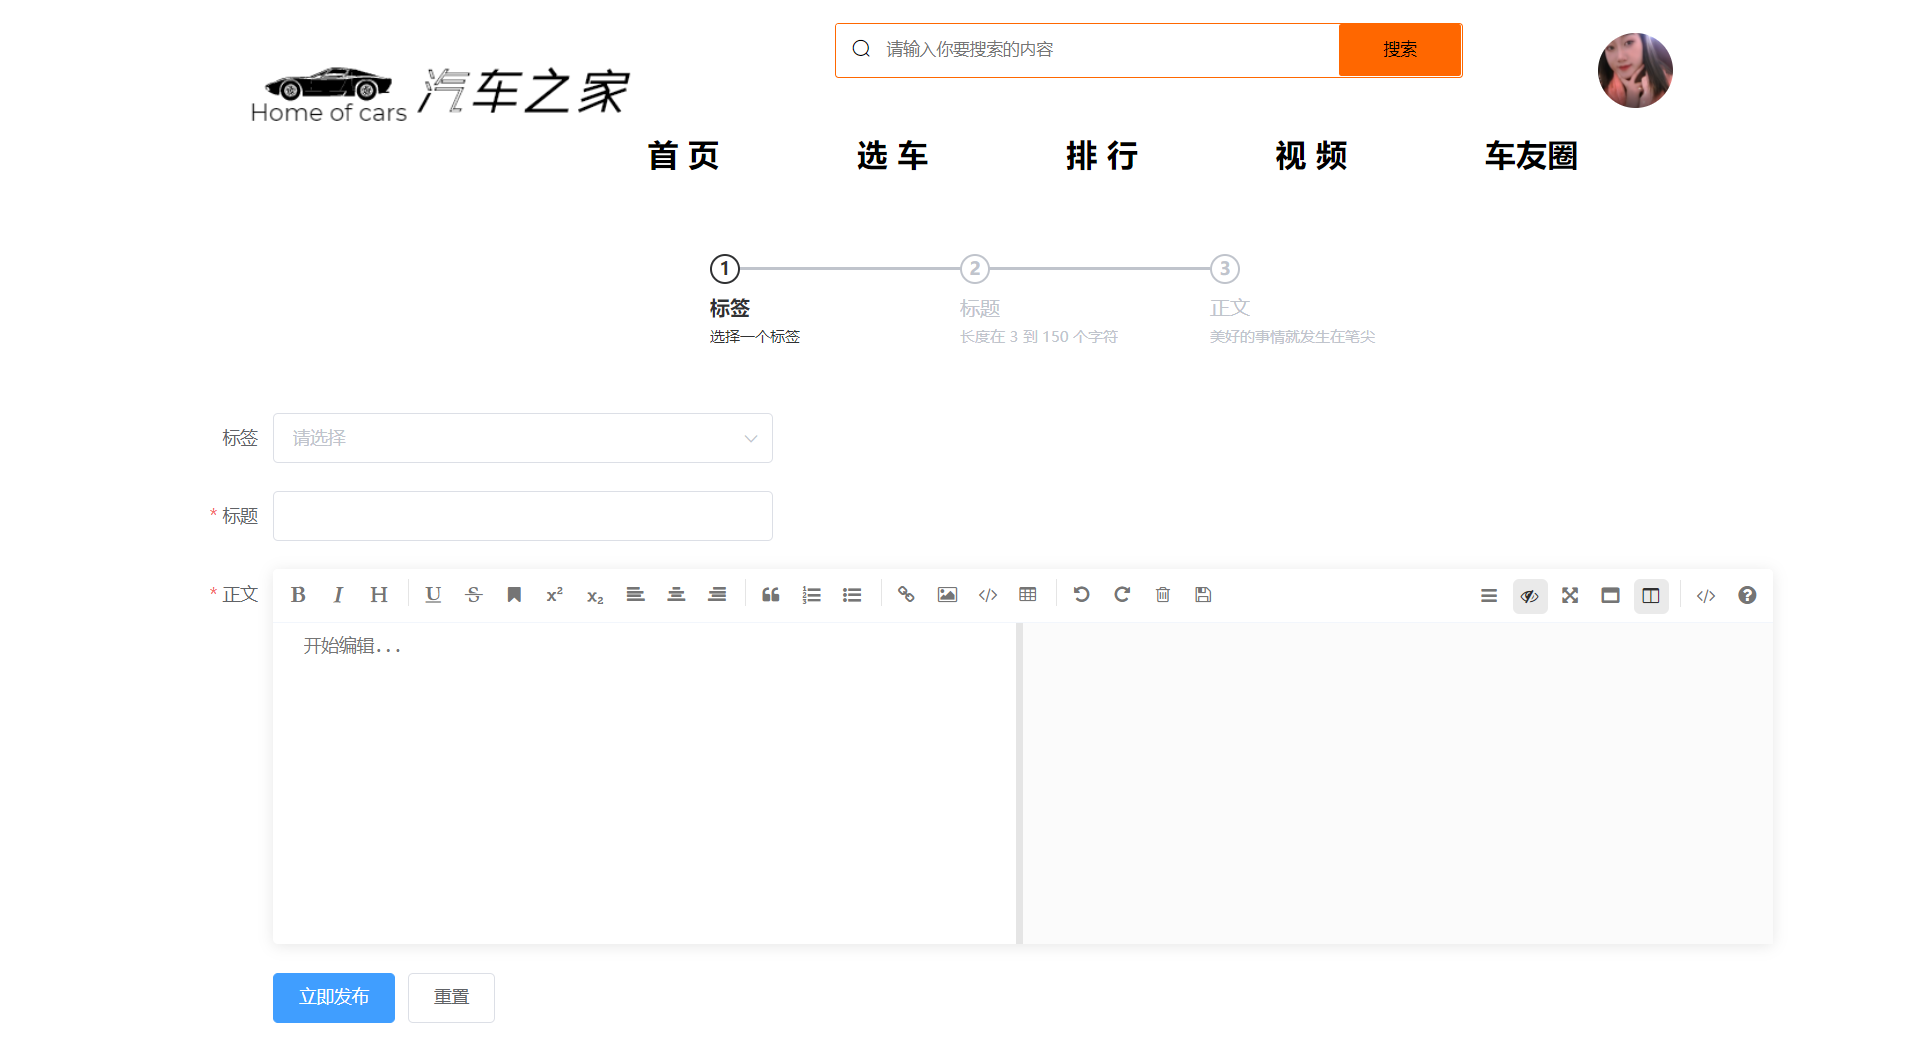 请输入你要搜索的内容
搜索
Home of cars
汽车之家
首 页
选 车
排 行
视 频
车友圈
1
2
3
标签
标题
正文
选择一个标签
长度在 3 到 150 个字符
美好的事情就发生在笔尖
标签
请选择
* 标题
* 正文
B I H U S x² x₂
开始编辑...
立即发布
重置